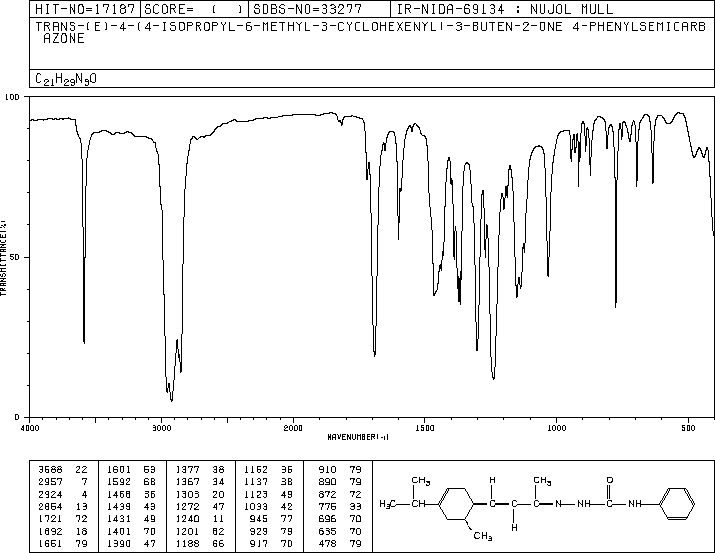 HIT-NO=17187 SCORE= ( ) SDBS-NO=33277 IR-NIDA-69134 : NUJOL MULL
TRANS-(E)-4-(4-ISOPROPYL-6-METHYL-3-CYCLOHEXENYL)-3-BUTEN-2-ONE 4-PHENYLSEMICARB
AZONE
C21H29N3O
100
50
0
TRANSMITTANCE(%)
4000 3000 2000 1500 1000 500
WAVENUMBER(-1)
3588 22 1601 53 1377 38 1152 36 910 79
2957 7 1592 68 1367 34 1137 38 890 79
2924 4 1468 36 1303 20 1123 49 872 72
2854 13 1439 43 1272 47 1033 42 775 33
1721 72 1431 49 1240 11 945 77 696 70
1692 18 1401 70 1201 62 929 79 635 70
1651 79 1390 47 1188 66 917 70 478 79
CH3 H CH3 O
H3C-CH C-C-C-N-NH-C-NH
CH3 H